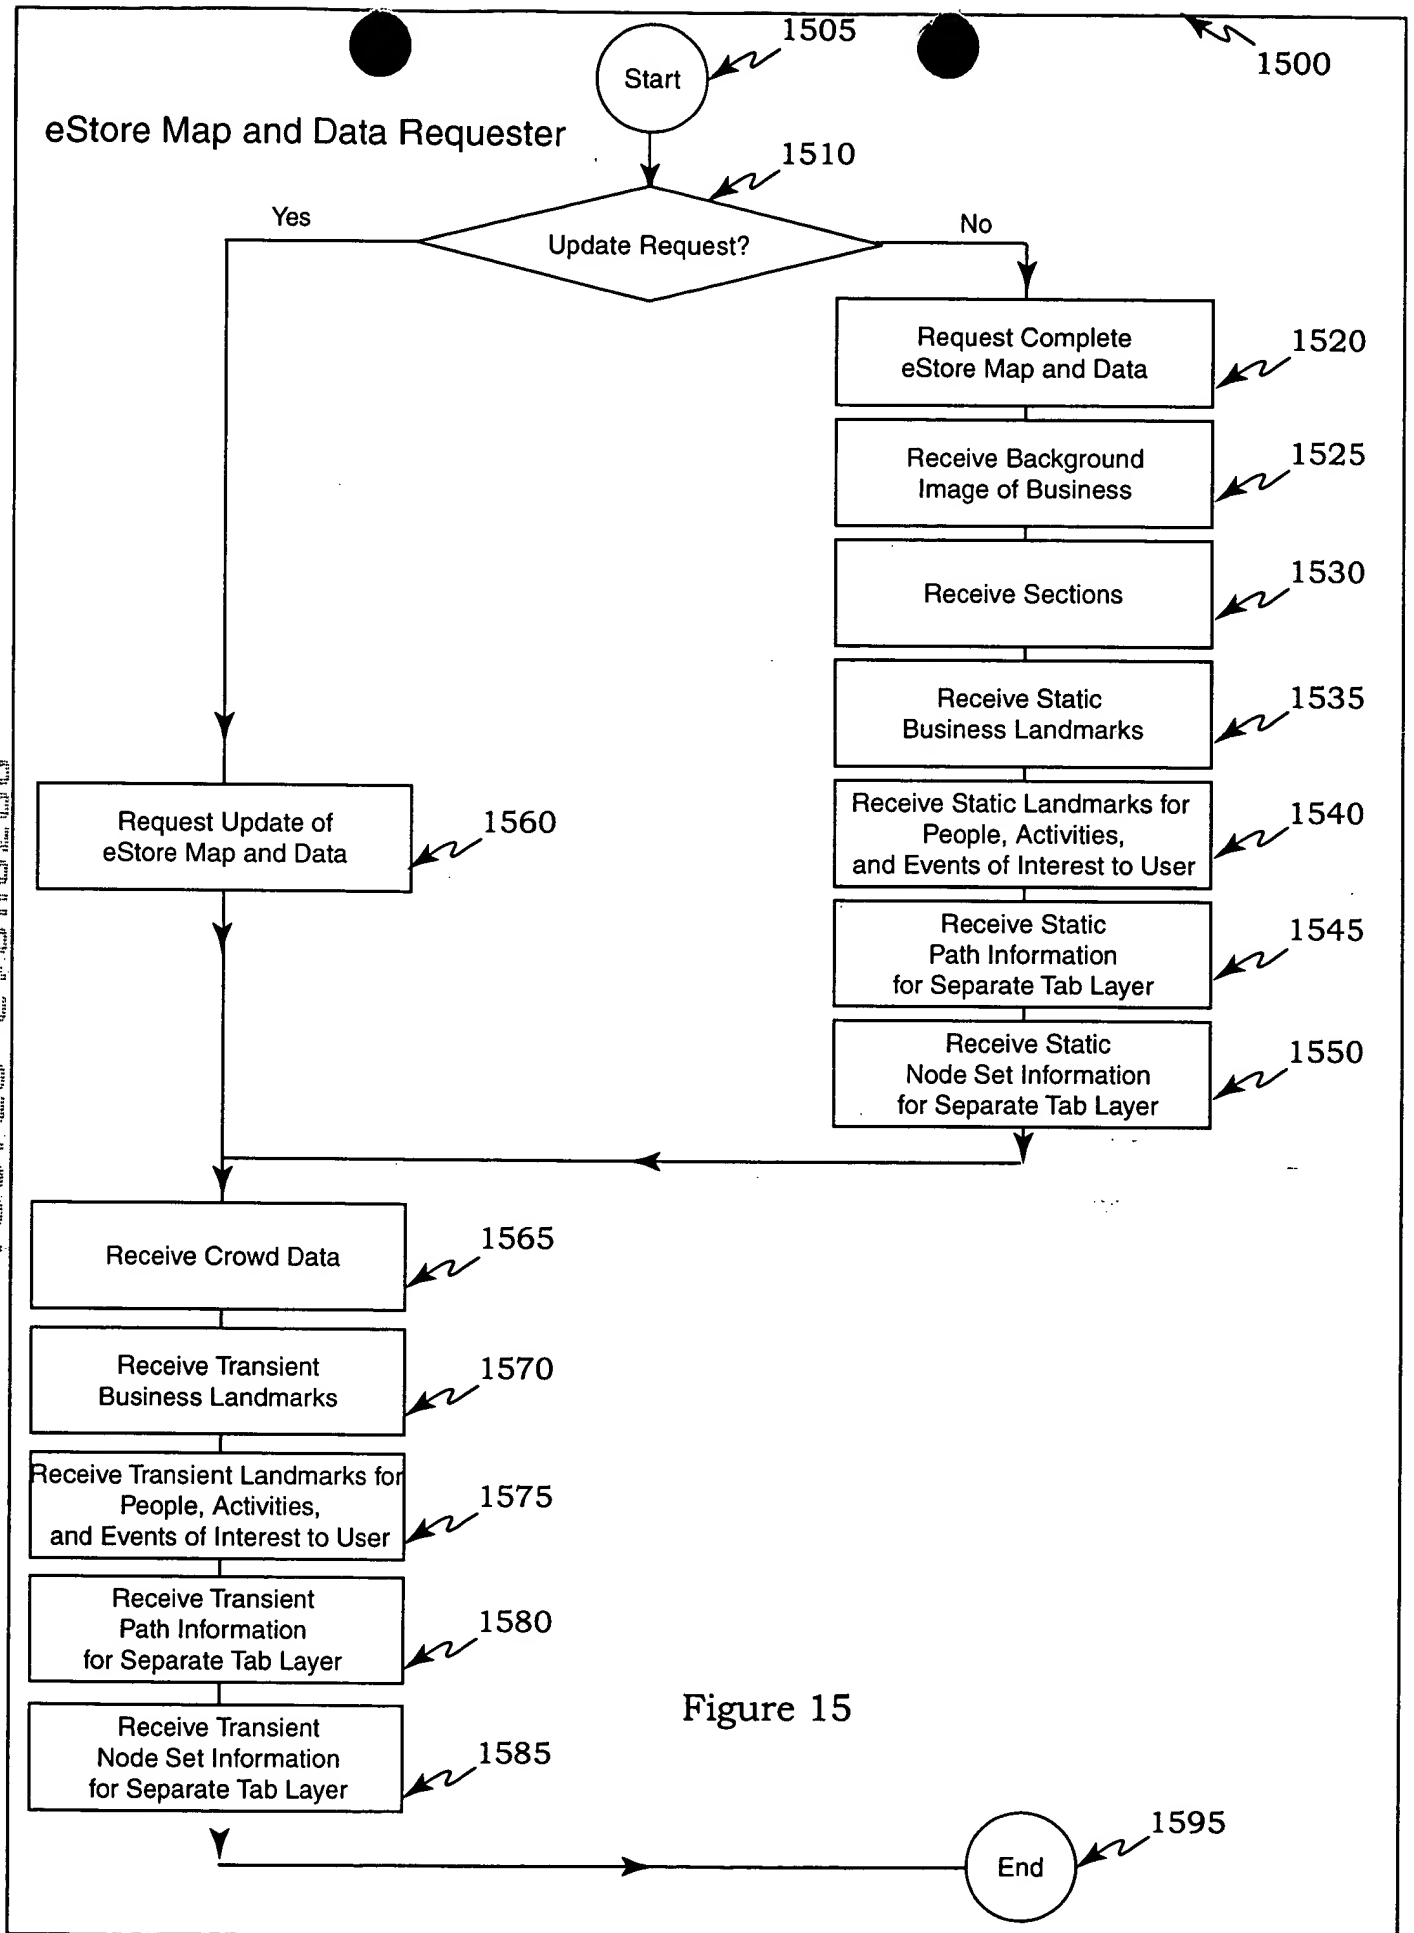 1505
1500
Start
eStore Map and Data Requester
1510
Yes
Update Request?
No
Request Complete
eStore Map and Data
1520
Receive Background
Image of Business
1525
Receive Sections
1530
Receive Static
Business Landmarks
1535
Receive Static Landmarks for
People, Activities,
and Events of Interest to User
1540
Request Update of
eStore Map and Data
1560
Receive Static
Path Information
for Separate Tab Layer
1545
Receive Static
Node Set Information
for Separate Tab Layer
1550
Receive Crowd Data
1565
Receive Transient
Business Landmarks
1570
Receive Transient Landmarks for
People, Activities,
and Events of Interest to User
1575
Receive Transient
Path Information
for Separate Tab Layer
1580
Figure 15
Receive Transient
Node Set Information
for Separate Tab Layer
1585
End
1595